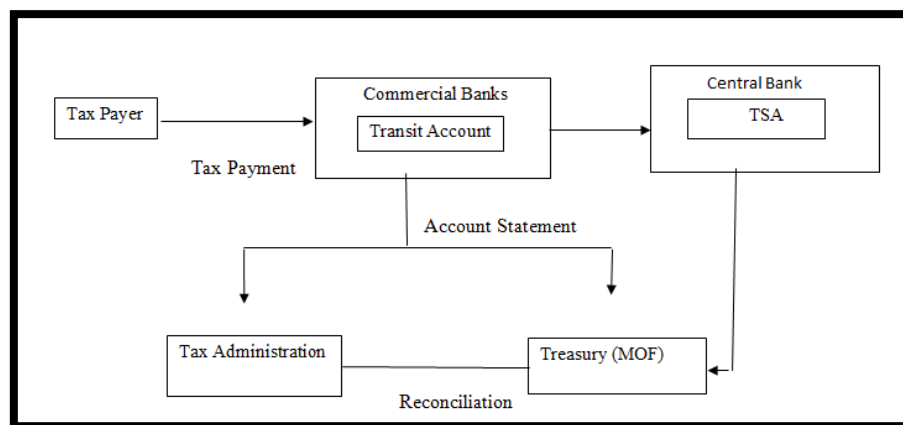 Central Bank
Commercial Banks
Tax Payer
TSA
Transit Account
Tax Payment
Account Statement
Tax Administration
Treasury (MOF)
Reconciliation